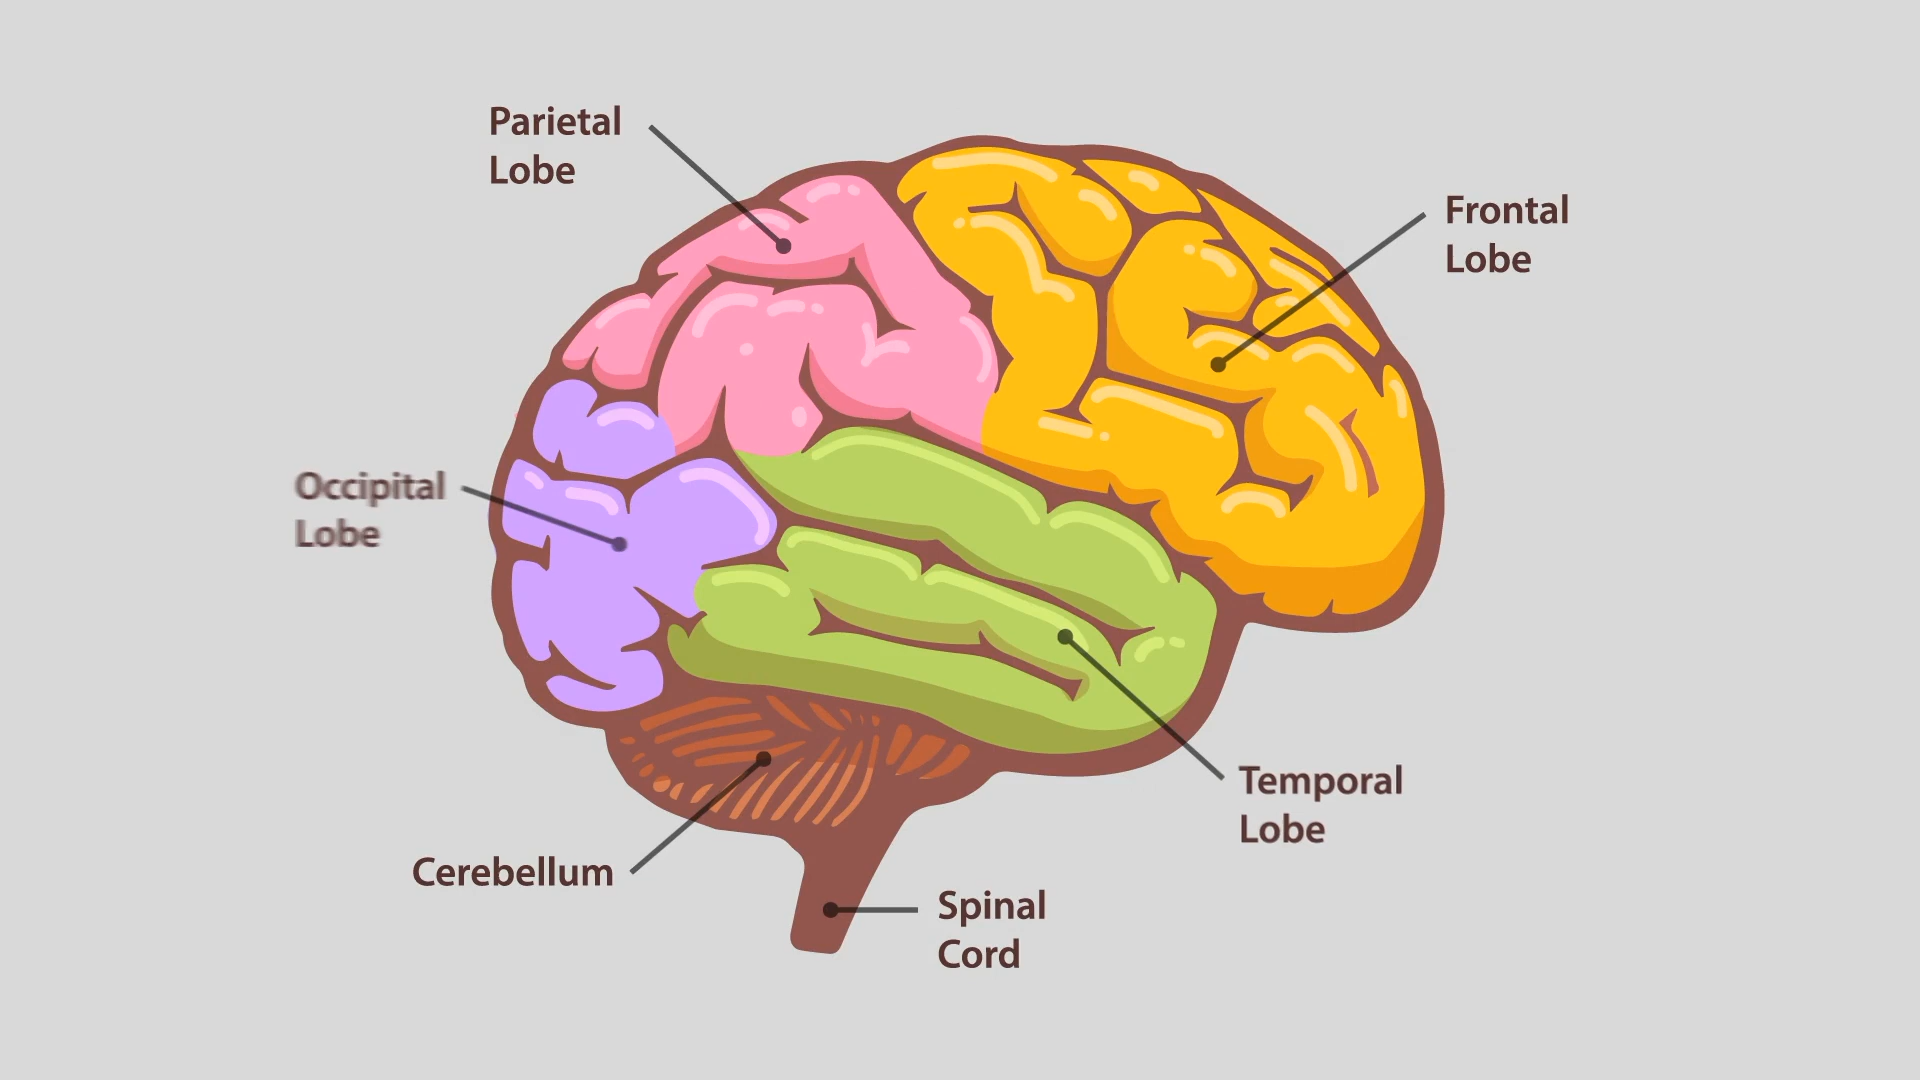 Parietal
Lobe
Frontal
Lobe
Occipital
Lobe
Temporal
Lobe
Cerebellum
Spinal
Cord